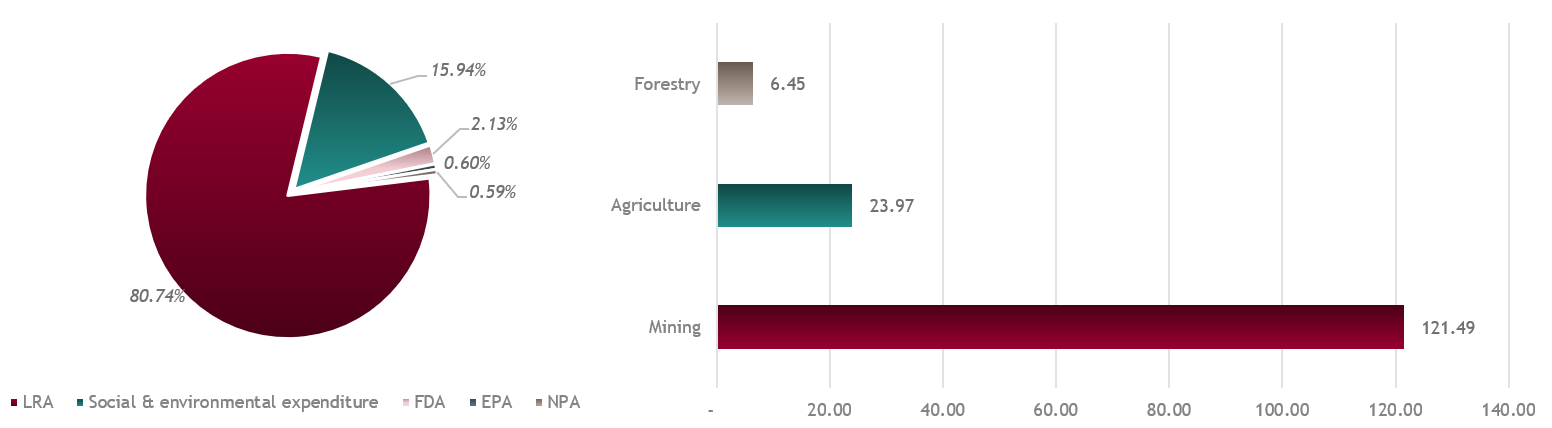 15.94%
2.13%
0.60%
0.59%
80.74%
LRA Social & environmental expenditure FDA EPA NPA
Forestry 6.45
Agriculture 23.97
Mining 121.49
- 20.00 40.00 60.00 80.00 100.00 120.00 140.00